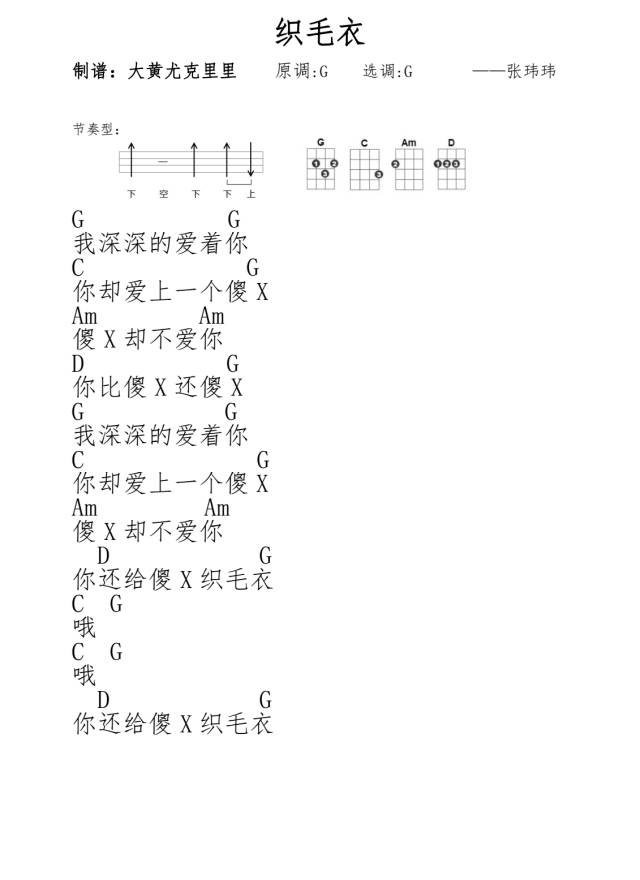 织毛衣
制谱：大黄尤克里里 原调:G 选调:G ——张玮玮
节奏型：
G C Am D
1 2 3 3 2 1 2 3
下 空 下 下 上
G G
我深深的爱着你
C G
你却爱上一个傻 X
Am Am
傻 X 却不爱你
D G
你比傻 X 还傻 X
G G
我深深的爱着你
C G
你却爱上一个傻 X
Am Am
傻 X 却不爱你
D G
你还给傻 X 织毛衣
C G
哦
C G
哦
D G
你还给傻 X 织毛衣